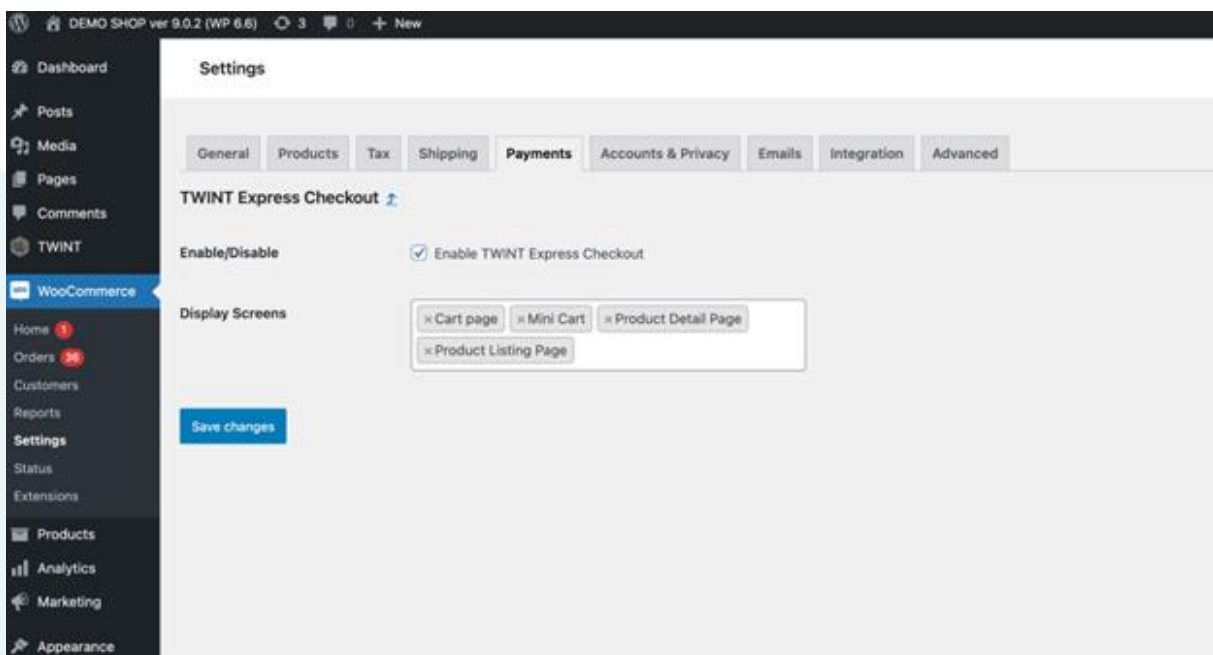 DEMO SHOP ver 9.0.2 (WP 6.6) 3 0 + New
Dashboard
Posts
Media
Pages
Comments
TWINT
WooCommerce
Home 1
Orders 36
Customers
Reports
Settings
Status
Extensions
Products
Analytics
Marketing
Appearance
Settings
General Products Tax Shipping Payments Accounts & Privacy Emails Integration Advanced
TWINT Express Checkout
Enable/Disable Enable TWINT Express Checkout
Display Screens × Cart page × Mini Cart × Product Detail Page
× Product Listing Page
Save changes